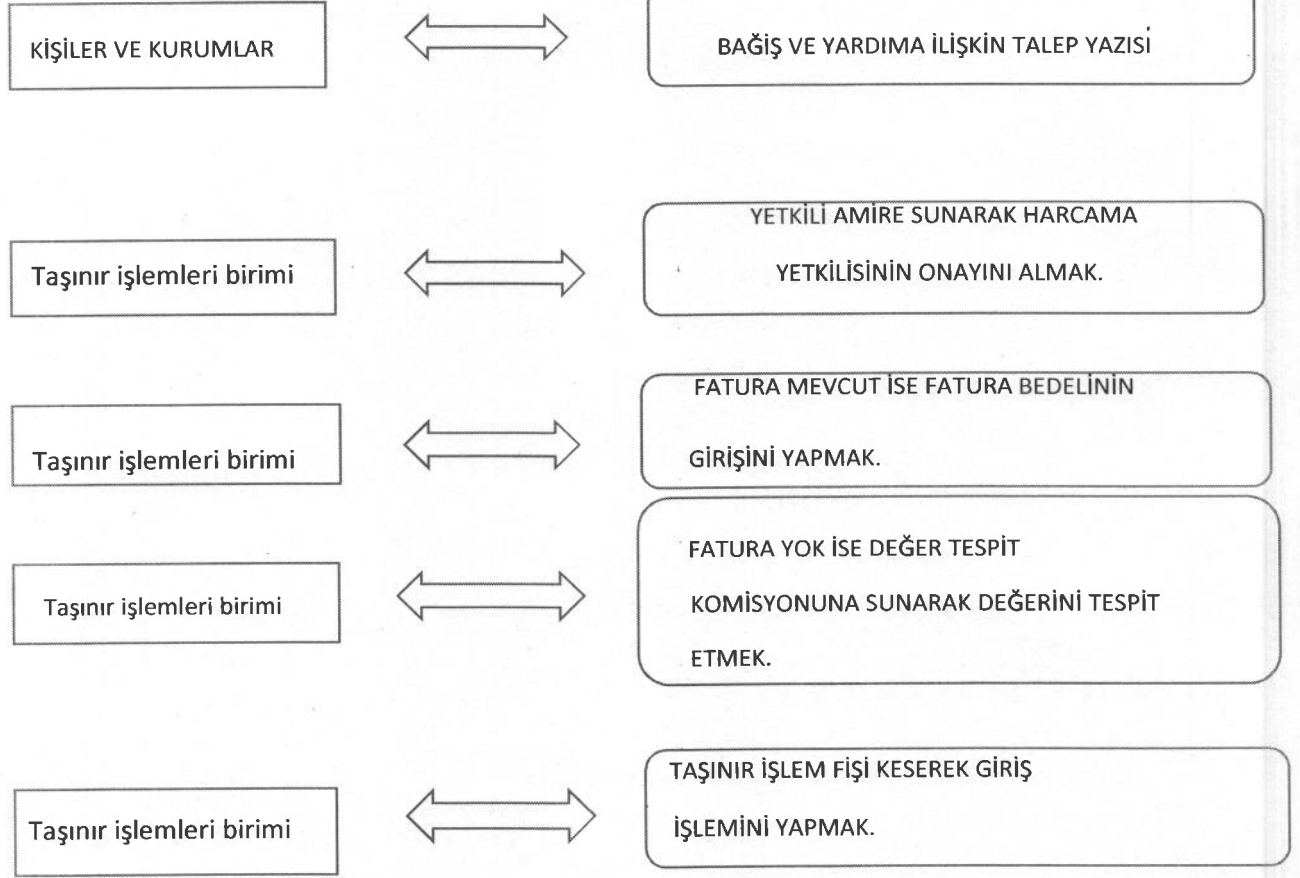 KİŞİLER VE KURUMLAR
BAĞIŞ VE YARDIMA İLİŞKİN TALEP YAZISI
Taşınır işlemleri birimi
YETKİLİ AMİRE SUNARAK HARCAMA
YETKİLİSİNİN ONAYINI ALMAK.
Taşınır işlemleri birimi
FATURA MEVCUT İSE FATURA BEDELİNİN
GİRİŞİNİ YAPMAK.
Taşınır işlemleri birimi
FATURA YOK İSE DEĞER TESPİT
KOMİSYONUNA SUNARAK DEĞERİNİ TESPİT
ETMEK.
Taşınır işlemleri birimi
TAŞINIR İŞLEM FİŞİ KESEREK GİRİŞ
İŞLEMİNİ YAPMAK.